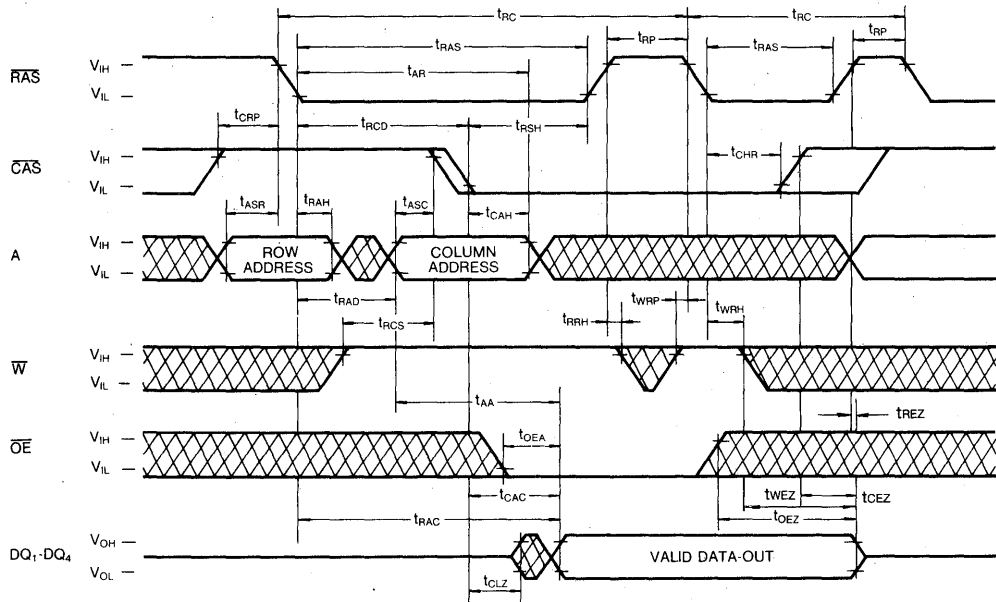 tRC tRC
tRAS tRP tRAS tRP
RAS VIH
VIL
tAR
tCRP tRCD tRSH
CAS VIH
VIL
tCHR
tASR tRAH tASC tCAH
A VIH
VIL
ROW ADDRESS
COLUMN ADDRESS
tRAD tWRP
tRCS tRRH tWRH
W VIH
VIL
tAA tREZ
OE VIH
VIL
tOEA
tCAC tWEZ tCEZ
tRAC tOEZ
DQ1-DQ4 VOH
VOL
VALID DATA-OUT
tCLZ